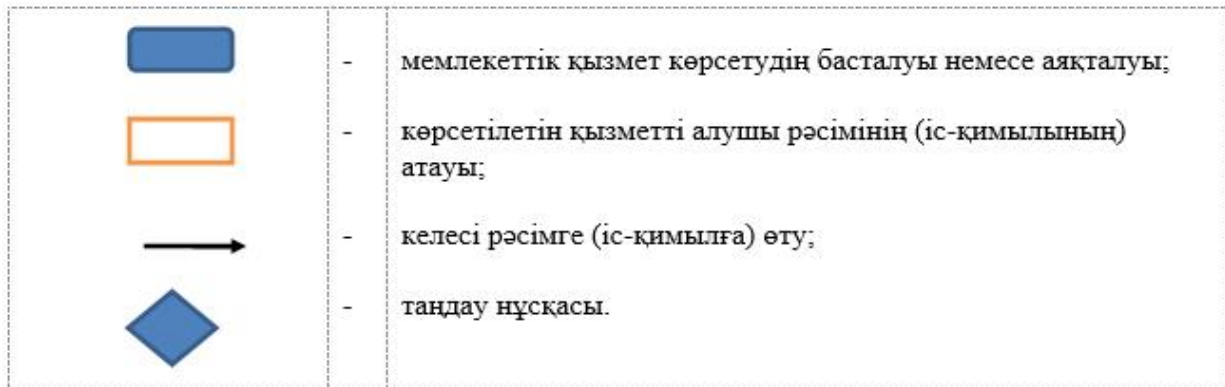 - мемлекеттік қызмет көрсетудің басталуы немесе аяқталуы;
- көрсетілетін қызметті алушы рәсімінің (іс-қимылының)
атауы;
- келесі рәсімге (іс-қимылға) өту;
- таңдау нұсқасы.